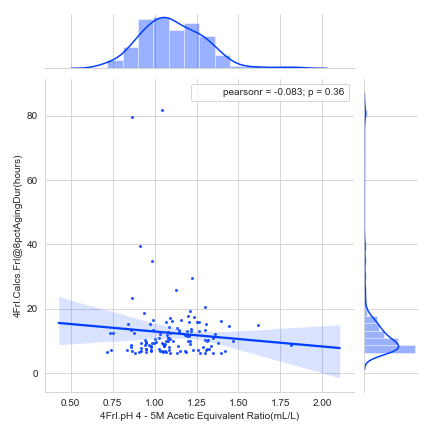 pearsonr = -0.083; p = 0.36
80
60
40
20
0
4Frl.Calcs.Frl@8pctAgingDur(hours)
0.50 0.75 1.00 1.25 1.50 1.75 2.00
4Frl.pH 4 - 5M Acetic Equivalent Ratio(mL/L)